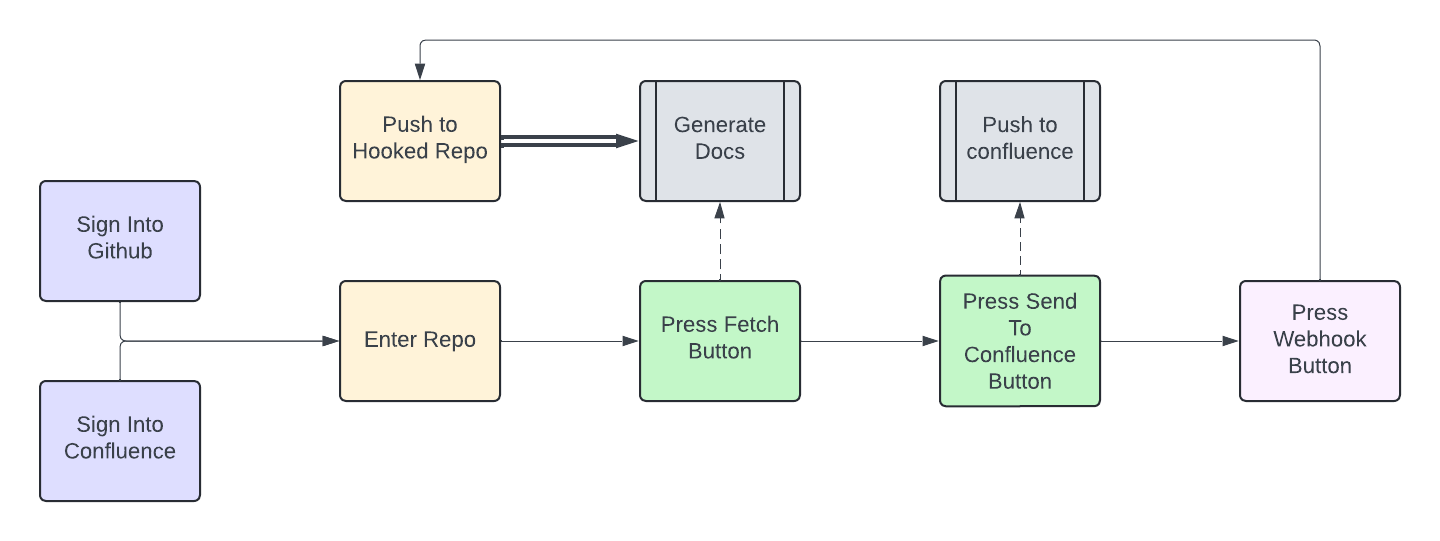 Push to
Hooked Repo
Generate
Docs
Push to
confluence
Sign Into
Github
Enter Repo
Press Fetch
Button
Press Send
To
Confluence
Button
Press
Webhook
Button
Sign Into
Confluence